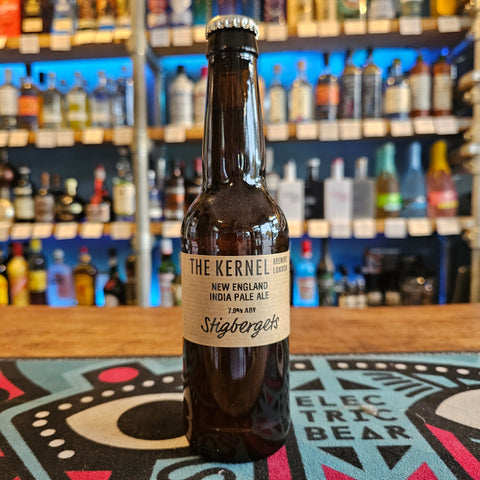 THE KERNEL BREWERY
LONDON
NEW ENGLAND
INDIA PALE ALE
7.0% ABV
Stigbergets
ELEC
TRIC
BEAR